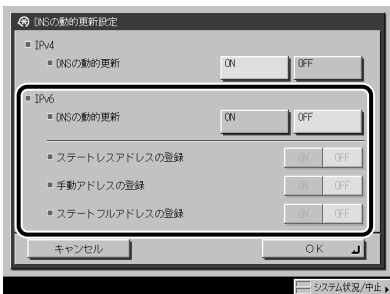 DNSの動的更新設定
■ IPv4
■ DNSの動的更新 ON OFF
■ IPv6
■ DNSの動的更新 ON OFF
■ ステートレスアドレスの登録 ON OFF
■ 手動アドレスの登録 ON OFF
■ ステートフルアドレスの登録 ON OFF
キャンセル OK
システム状況/中止